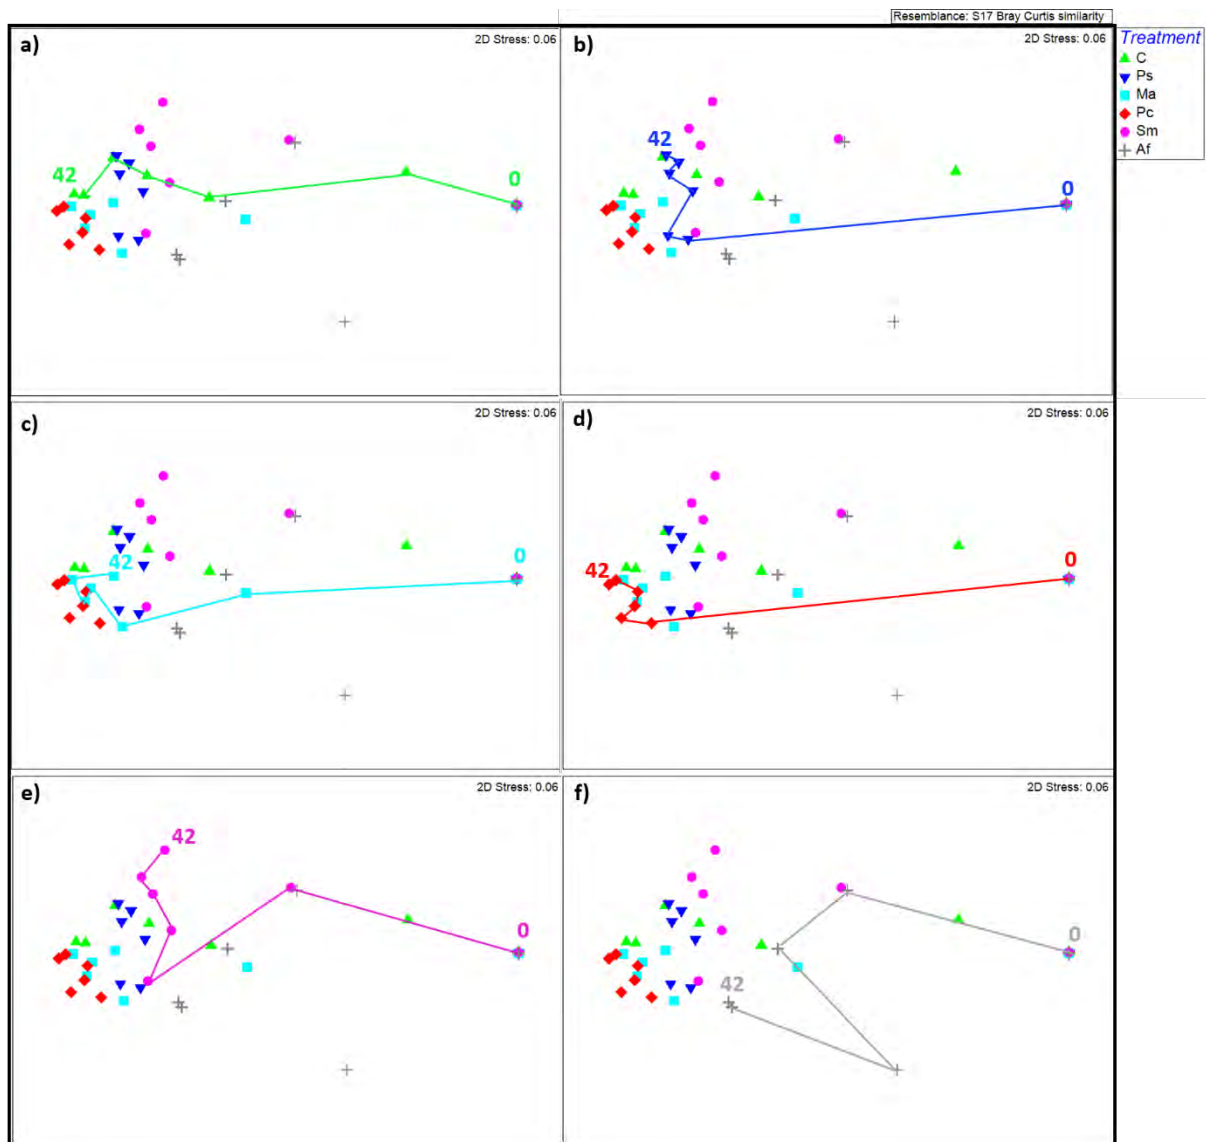 Resemblance: S17 Bray Curtis similarity
a)
2D Stress: 0.06
42
0
b)
2D Stress: 0.06
42
0
Treatment
C
Ps
Ma
Pc
Sm
Af
c)
2D Stress: 0.06
42
0
d)
2D Stress: 0.06
42
0
e)
2D Stress: 0.06
42
0
f)
2D Stress: 0.06
42
0